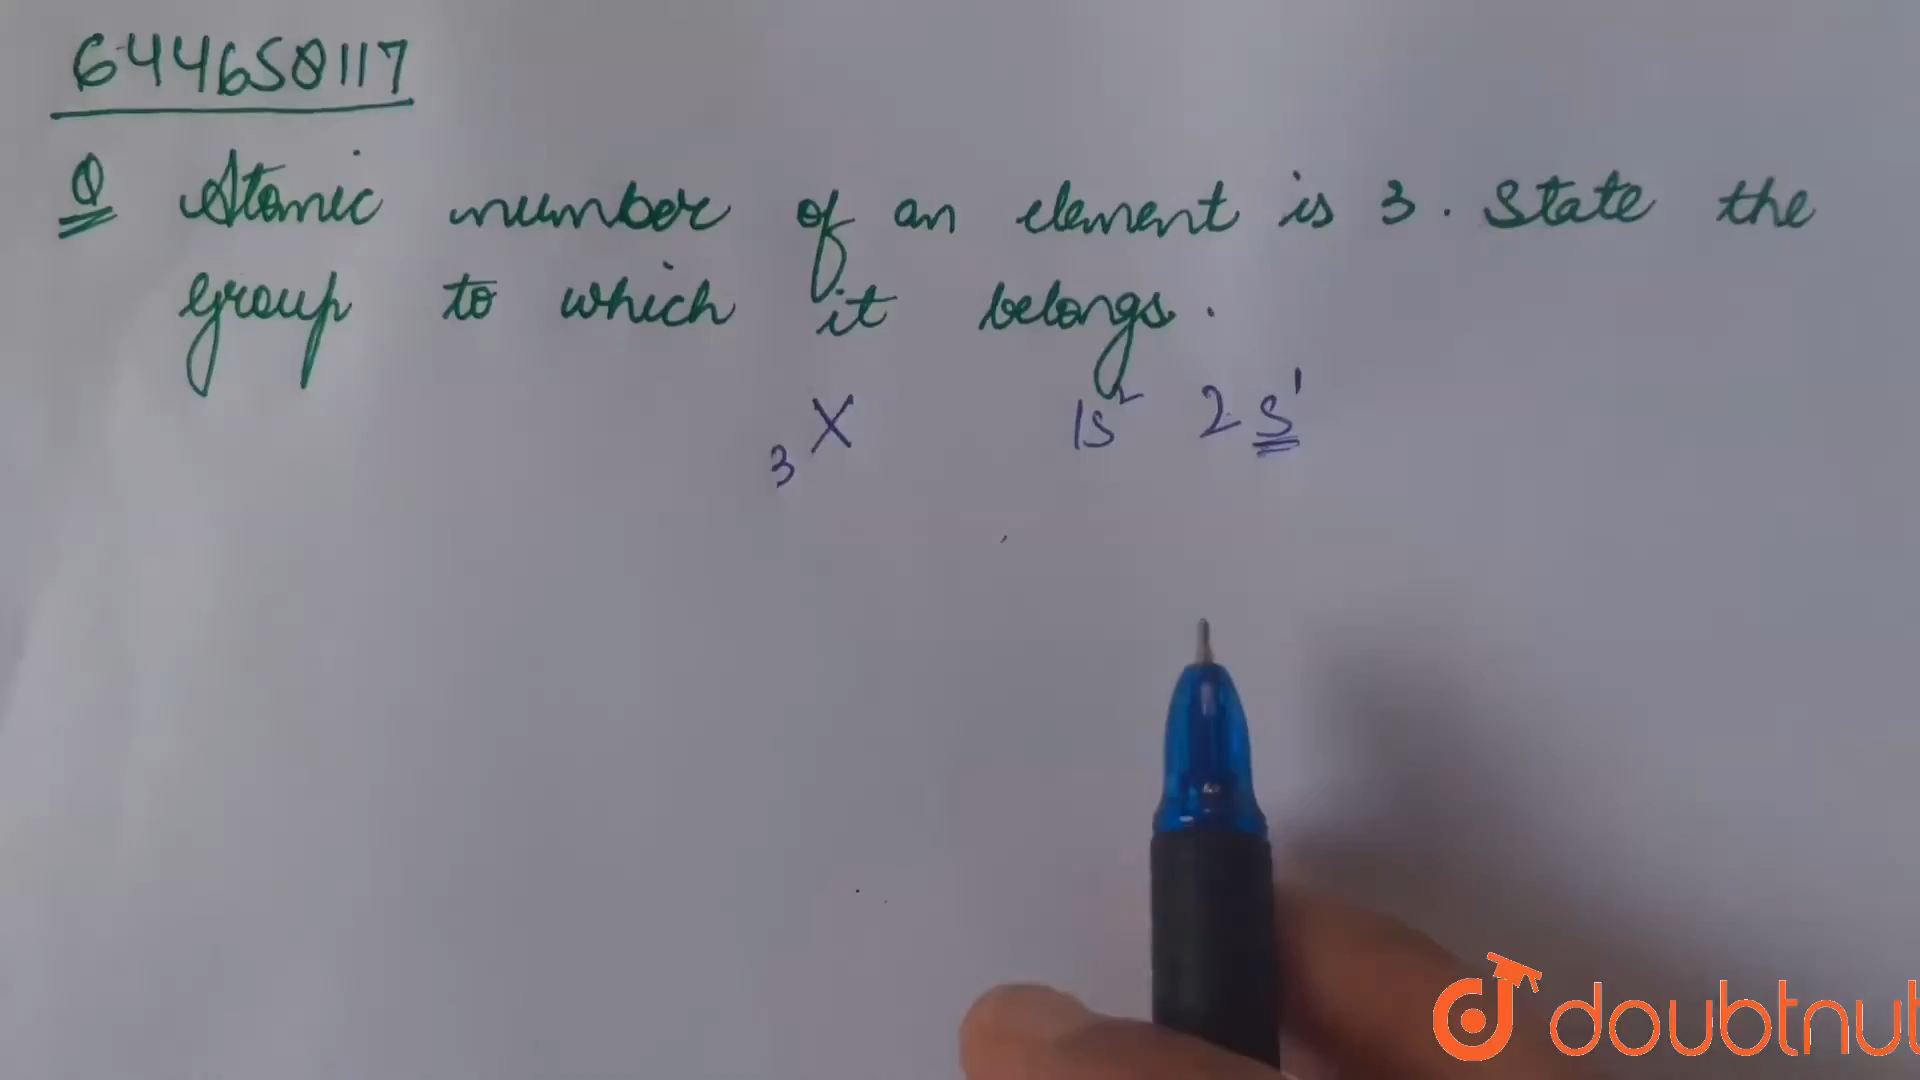 644650117
Q Atomic number of an element is 3. State the
group to which it belongs.
₃X 1s² 2s¹
doubtnut